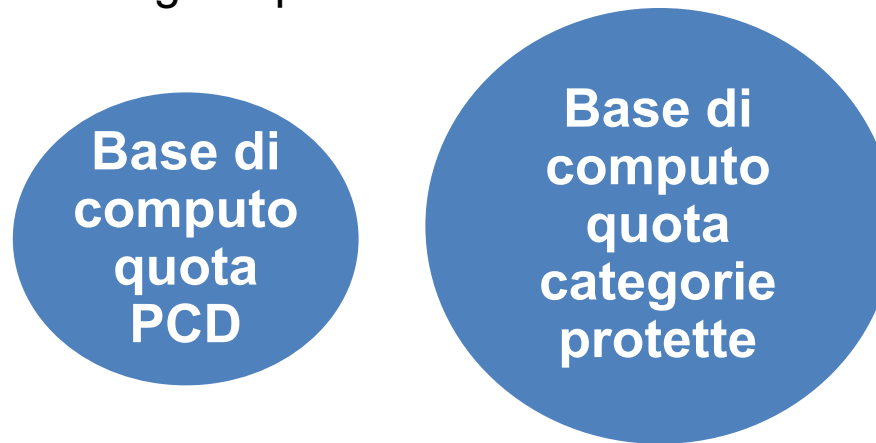 Base di
computo
quota
PCD
Base di
computo
quota
categorie
protette